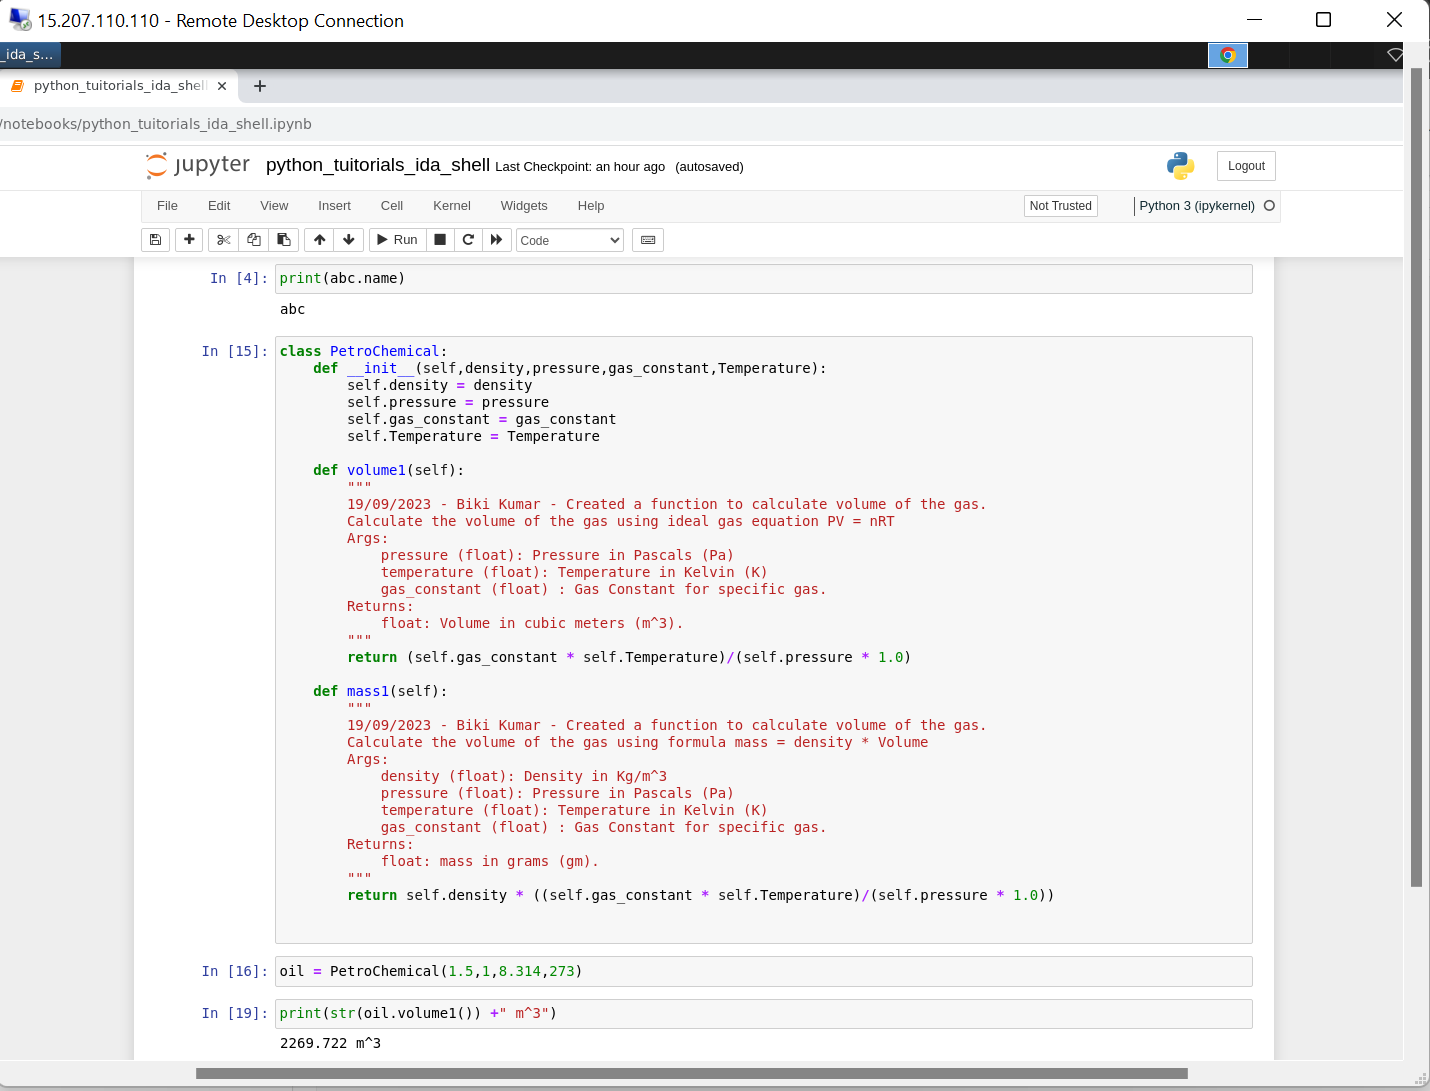 15.207.110.110 - Remote Desktop Connection
_ida_s...
python_tuitorials_ida_shell
/notebooks/python_tuitorials_ida_shell.ipynb
jupyter python_tuitorials_ida_shell Last Checkpoint: an hour ago (autosaved) Logout
File Edit View Insert Cell Kernel Widgets Help Not Trusted Python 3 (ipykernel)
Run Code
In [4]: print(abc.name)
abc
In [15]: class PetroChemical:
    def __init__(self,density,pressure,gas_constant,Temperature):
        self.density = density
        self.pressure = pressure
        self.gas_constant = gas_constant
        self.Temperature = Temperature
    def volume1(self):
        """
        19/09/2023 - Biki Kumar - Created a function to calculate volume of the gas.
        Calculate the volume of the gas using ideal gas equation PV = nRT
        Args:
            pressure (float): Pressure in Pascals (Pa)
            temperature (float): Temperature in Kelvin (K)
            gas_constant (float) : Gas Constant for specific gas.
        Returns:
            float: Volume in cubic meters (m^3).
        """
        return (self.gas_constant * self.Temperature)/(self.pressure * 1.0)
    def mass1(self):
        """
        19/09/2023 - Biki Kumar - Created a function to calculate volume of the gas.
        Calculate the volume of the gas using formula mass = density * Volume
        Args:
            density (float): Density in Kg/m^3
            pressure (float): Pressure in Pascals (Pa)
            temperature (float): Temperature in Kelvin (K)
            gas_constant (float) : Gas Constant for specific gas.
        Returns:
            float: mass in grams (gm).
        """
        return self.density * ((self.gas_constant * self.Temperature)/(self.pressure * 1.0))
In [16]: oil = PetroChemical(1.5,1,8.314,273)
In [19]: print(str(oil.volume1()) +" m^3")
2269.722 m^3